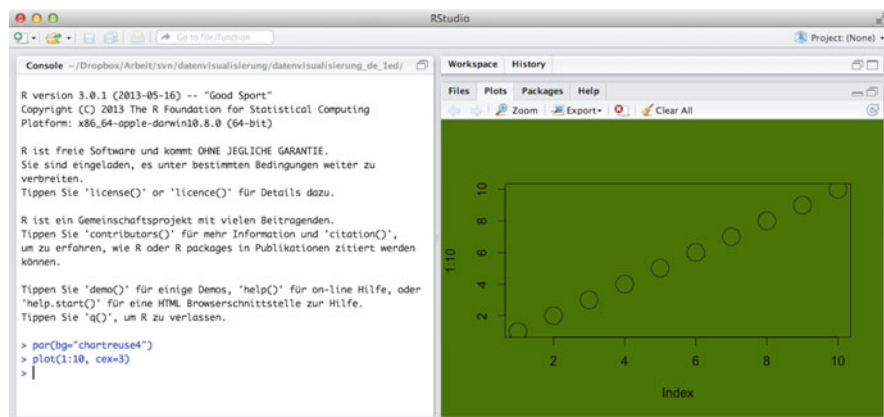 RStudio
Go to file/function
Project: (None)
Console ~/Dropbox/Arbeit/svn/datenvisualisierung/datenvisualisierung_de_1ed/
R version 3.0.1 (2013-05-16) -- "Good Sport"
Copyright (C) 2013 The R Foundation for Statistical Computing
Platform: x86_64-apple-darwin10.8.0 (64-bit)
R ist freie Software und kommt OHNE JEGLICHE GARANTIE.
Sie sind eingeladen, es unter bestimmten Bedingungen weiter zu
verbreiten.
Tippen Sie 'license()' or 'licence()' für Details dazu.
R ist ein Gemeinschaftsprojekt mit vielen Beitragenden.
Tippen Sie 'contributors()' für mehr Information und 'citation()',
um zu erfahren, wie R oder R packages in Publikationen zitiert werden
können.
Tippen Sie 'demo()' für einige Demos, 'help()' für on-line Hilfe, oder
'help.start()' für eine HTML Browserschnittstelle zur Hilfe.
Tippen Sie 'q()', um R zu verlassen.
> par(bg="chartreuse4")
> plot(1:10, cex=3)
>
Workspace History
Files Plots Packages Help
Zoom Export Clear All
10
8
6
4
2
1:10
2 4 6 8 10
Index